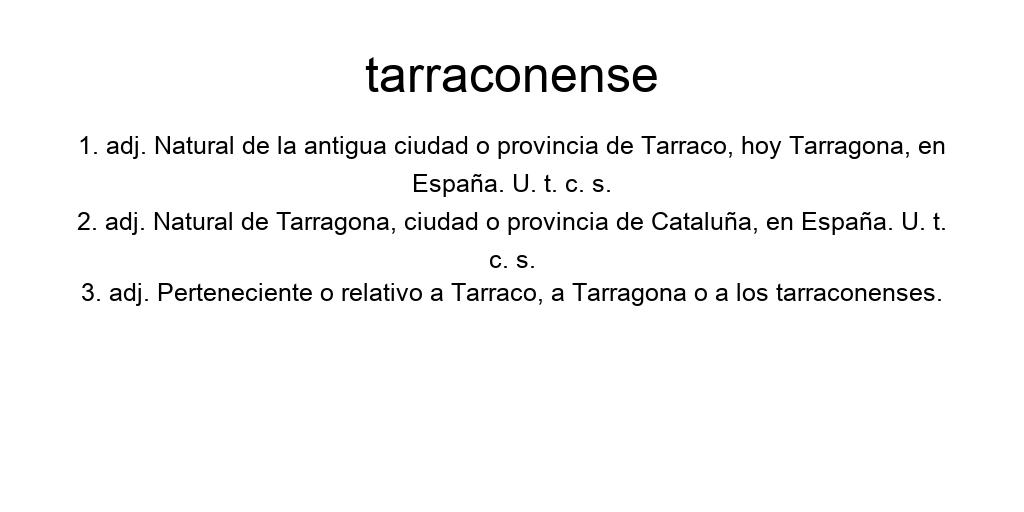 tarraconense
1. adj. Natural de la antigua ciudad o provincia de Tarraco, hoy Tarragona, en
España. U. t. c. s.
2. adj. Natural de Tarragona, ciudad o provincia de Cataluña, en España. U. t.
c. s.
3. adj. Perteneciente o relativo a Tarraco, a Tarragona o a los tarraconenses.